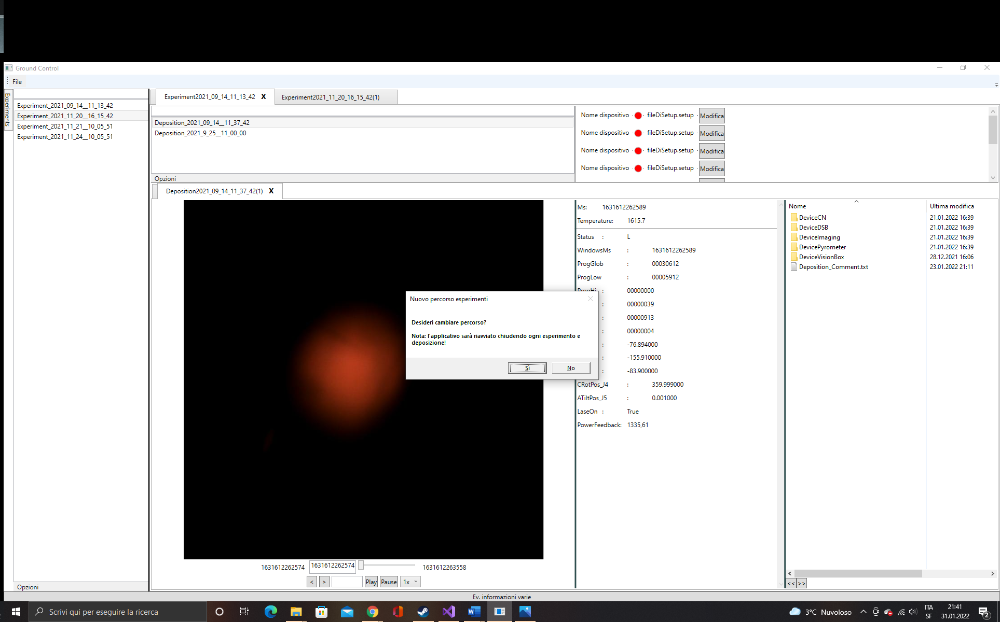 Ground Control
File
Experiments
Experiment_2021_09_14__11_13_42
Experiment_2021_11_20__16_15_42
Experiment_2021_11_21__10_05_51
Experiment_2021_11_24__10_05_51
Opzioni
Experiment2021_09_14_11_13_42 X
Experiment2021_11_20_16_15_42(1)
Deposition_2021_09_14__11_37_42
Deposition_2021_9_25__11_00_00
Opzioni
Nome dispositivo fileDiSetup.setup Modifica
Nome dispositivo fileDiSetup.setup Modifica
Nome dispositivo fileDiSetup.setup Modifica
Nome dispositivo fileDiSetup.setup Modifica
Deposition2021_09_14_11_37_42(1) X
Ms: 1631612262589
Temperature: 1615.7
Status : L
WindowsMs : 1631612262589
ProgGlob : 00030612
ProgLow : 00005912
ProgHi : 00000000
: 00000039
: 00000913
: 00000004
: -76.894000
: -155.910000
: -83.900000
CRotPos_J4 : 359.999000
ATiltPos_J5 : 0.001000
LaseOn : True
PowerFeedback: 1335,61
Nuovo percorso esperimenti
Desideri cambiare percorso?
Nota: l'applicativo sarà riavviato chiudendo ogni esperimento e
deposizione!
Sì No
Nome Ultima modifica
DeviceCN 21.01.2022 16:39
DeviceDSB 21.01.2022 16:39
DeviceImaging 21.01.2022 16:39
DevicePyrometer 21.01.2022 16:39
DeviceVisionBox 28.12.2021 16:06
Deposition_Comment.txt 23.01.2022 21:11
<< >>
1631612262574 1631612262574 1631612263558
< > Play Pause 1x
Ev. informazioni varie
Scrivi qui per eseguire la ricerca
3°C Nuvoloso
ITA
SF
21:41
31.01.2022
2